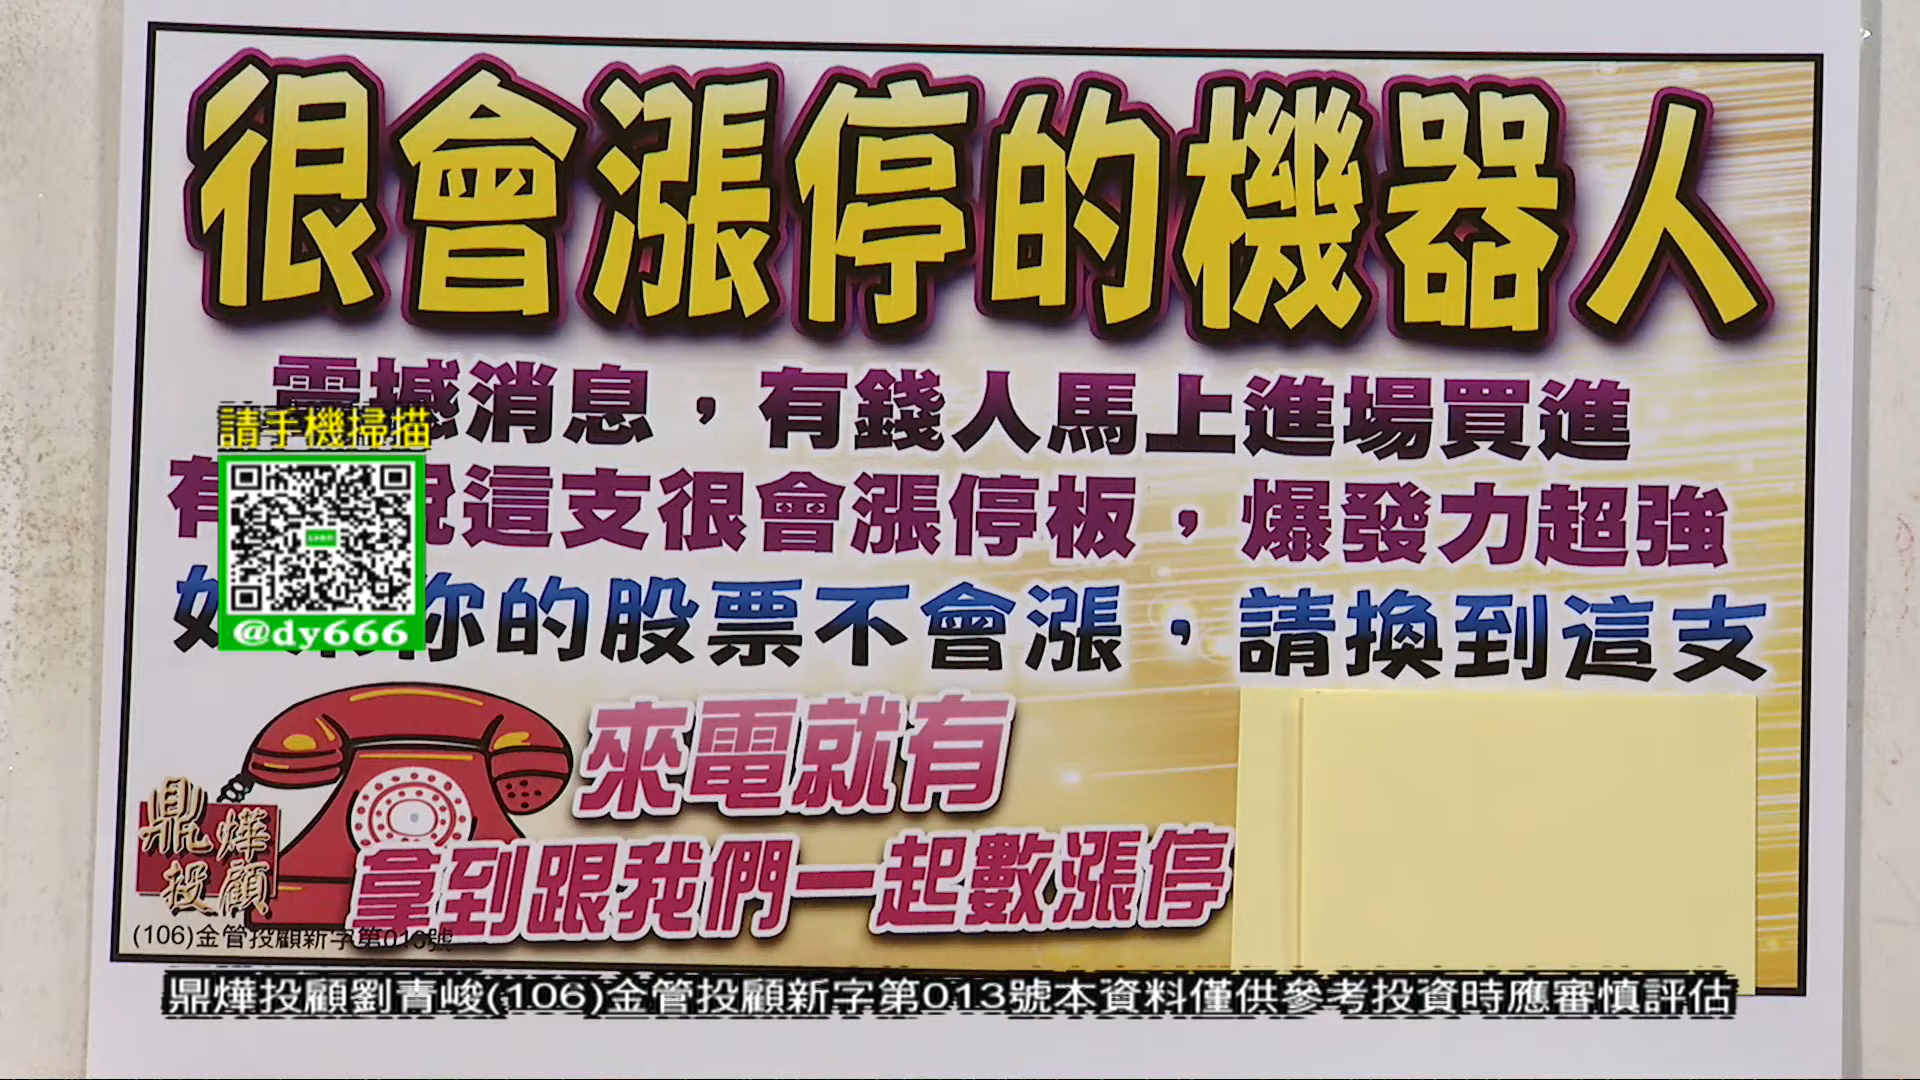 很會漲停的機器人
震撼消息，有錢人馬上進場買進
請手機掃描
有 說這支很會漲停板，爆發力超強
@dy666
你的股票不會漲，請換到這支
來電就有
拿到跟我們一起數漲停
鼎燁
投顧
(106)金管投顧新字第013號
鼎燁投顧劉青峻(106)金管投顧新字第013號本資料僅供參考投資時應審慎評估